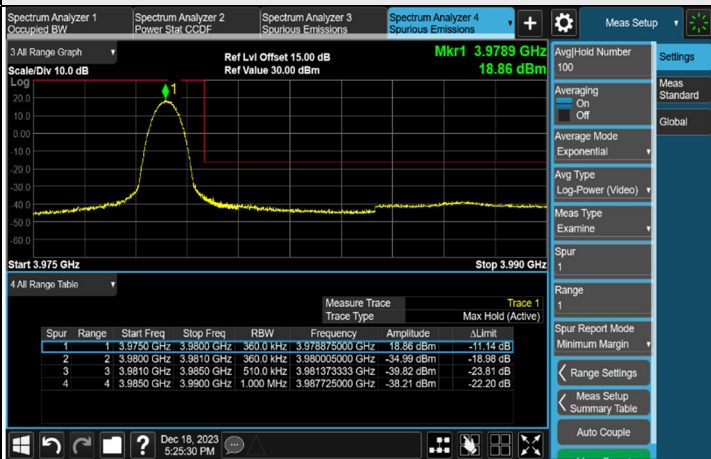 Spectrum Analyzer 1
Occupied BW
Spectrum Analyzer 2
Power Stat CCDF
Spectrum Analyzer 3
Spurious Emissions
Spectrum Analyzer 4
Spurious Emissions
+
Meas Setup
3 All Range Graph
Scale/Div 10.0 dB
Ref Lvl Offset 15.00 dB
Ref Value 30.00 dBm
Mkr1 3.9789 GHz
18.86 dBm
Log
20.0
10.0
0.00
-10.0
-20.0
-30.0
-40.0
-50.0
-60.0
1
Start 3.975 GHz
Stop 3.990 GHz
4 All Range Table
Measure Trace Trace 1
Trace Type Max Hold (Active)
Spur Range Start Freq Stop Freq RBW Frequency Amplitude ΔLimit
1 1 3.9750 GHz 3.9800 GHz 360.0 kHz 3.978875000 GHz 18.86 dBm -11.14 dB
2 2 3.9800 GHz 3.9810 GHz 360.0 kHz 3.980005000 GHz -34.99 dBm -18.98 dB
3 3 3.9810 GHz 3.9850 GHz 510.0 kHz 3.981373333 GHz -39.82 dBm -23.81 dB
4 4 3.9850 GHz 3.9900 GHz 1.000 MHz 3.987725000 GHz -38.21 dBm -22.20 dB
Avg|Hold Number
100
Averaging
On
Off
Average Mode
Exponential
Avg Type
Log-Power (Video)
Meas Type
Examine
Spur
1
Range
1
Spur Report Mode
Minimum Margin
Range Settings
Meas Setup
Summary Table
Auto Couple
Settings
Meas
Standard
Global
?
Dec 18, 2023
5:25:30 PM